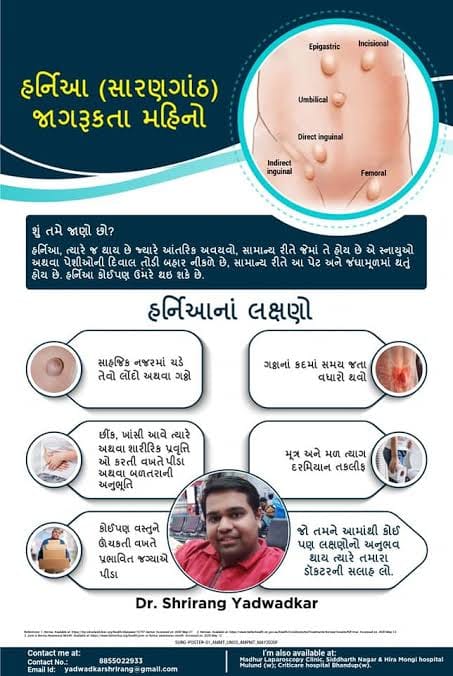 હર્નિઆ (સારણગાંઠ)
જાગરૂકતા મહિનો
Epigastric
Incisional
Umbilical
Direct inguinal
Indirect
inguinal
Femoral
શું તમે જાણો છો?
હર્નિઆ, ત્યારે જ થાય છે જ્યારે આંતરિક અવયવો, સામાન્ય રીતે જેમાં તે હોય છે એ સ્નાયુઓ
અથવા પેશીઓની દિવાલ તોડી બહાર નીકળે છે, સામાન્ય રીતે આ પેટ અને જંઘામૂળમાં થતું
હોય છે. હર્નિઆ કોઈપણ ઉંમરે થઇ શકે છે.
હર્નિઆનાં લક્ષણો
સાહજિક નજરમાં ચડે
તેવો લોંદો અથવા ગઠ્ઠો
ગઠ્ઠાનાં કદમાં સમય જતા
વધારો થવો
છીંક, ખાંસી આવે ત્યારે
અથવા શારીરિક પ્રવૃત્તિ
ઓ કરતી વખતે પીડા
અથવા બળતરાની
અનુભૂતિ
મૂત્ર અને મળ ત્યાગ
દરમિયાન તકલીફ
કોઈપણ વસ્તુને
ઊંચકતી વખતે
પ્રભાવિત જગ્યાએ
પીડા
જો તમને આમાંથી કોઈ
પણ લક્ષણોનો અનુભવ
થાય ત્યારે તમારા
ડોકટરની સલાહ લો.
Dr. Shrirang Yadwadkar
Contact me at:
Contact No.: 8855022933
Email id: yadwadkarshrirang@gmail.com
I'm also available at:
Madhur Laparoscopy Clinic, Siddharth Nagar & Hira Mongi hospital
Mulund (w); Criticare hospital Bhandup(w).